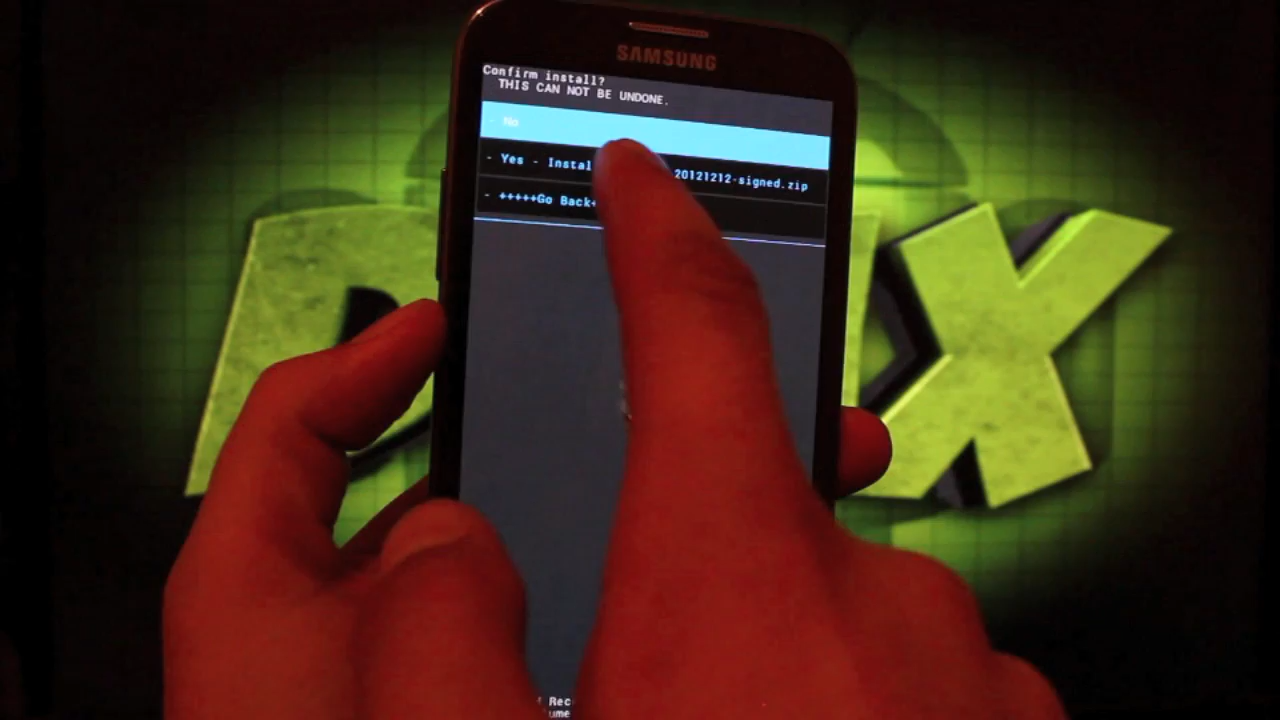 SAMSUNG
Confirm install?
THIS CAN NOT BE UNDONE.
- No
- Yes - Instal 20121212-signed.zip
- +++++Go Back+
X